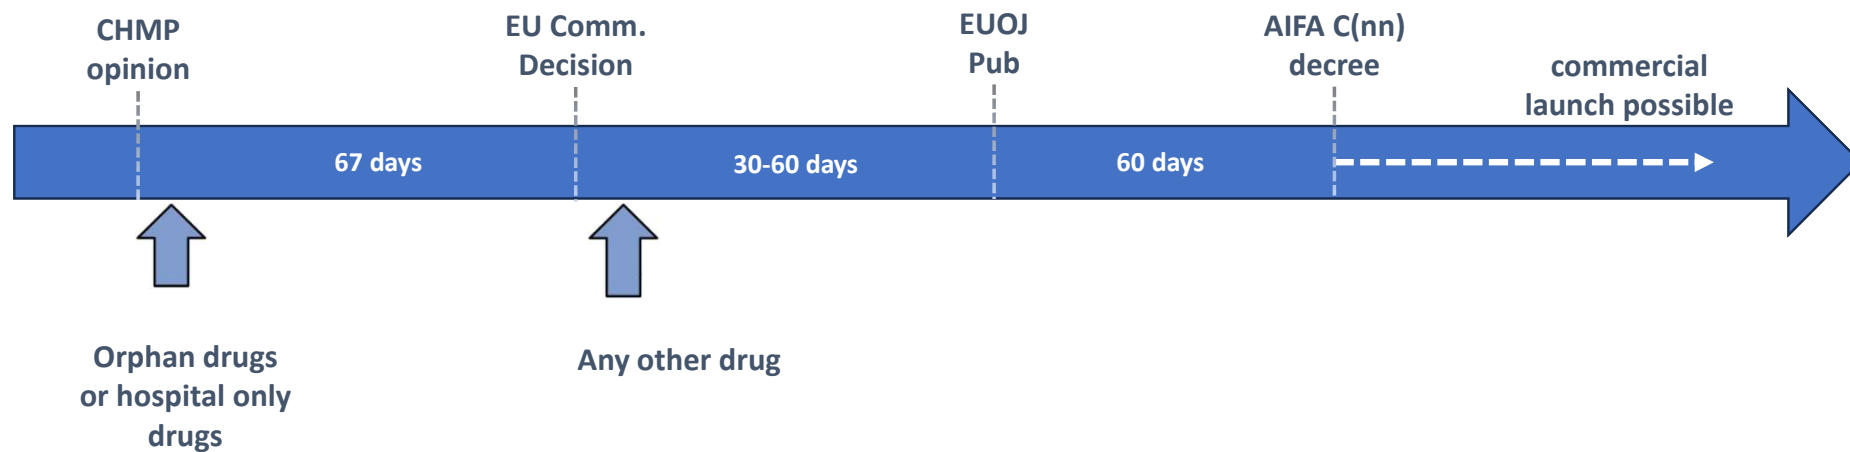 CHMP
opinion
EU Comm.
Decision
EUOJ
Pub
AIFA C(nn)
decree
commercial
launch possible
67 days
30-60 days
60 days
Orphan drugs
or hospital only
drugs
Any other drug